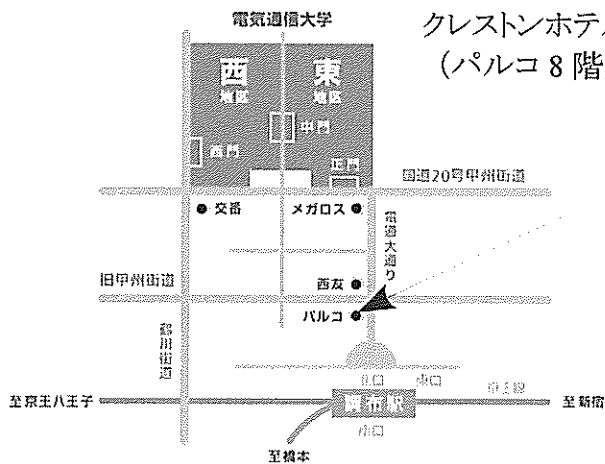 電気通信大学
クレストンホテ
(パルコ 8 階
西
地区
東
地区
中門
西門
正門
国道20号甲州街道
交番
メガロス
電通大通り
西友
旧甲州街道
パルコ
鶴川街道
北口
東口
京王線
至京王八王子
調布駅
至新宿
南口
至橋本